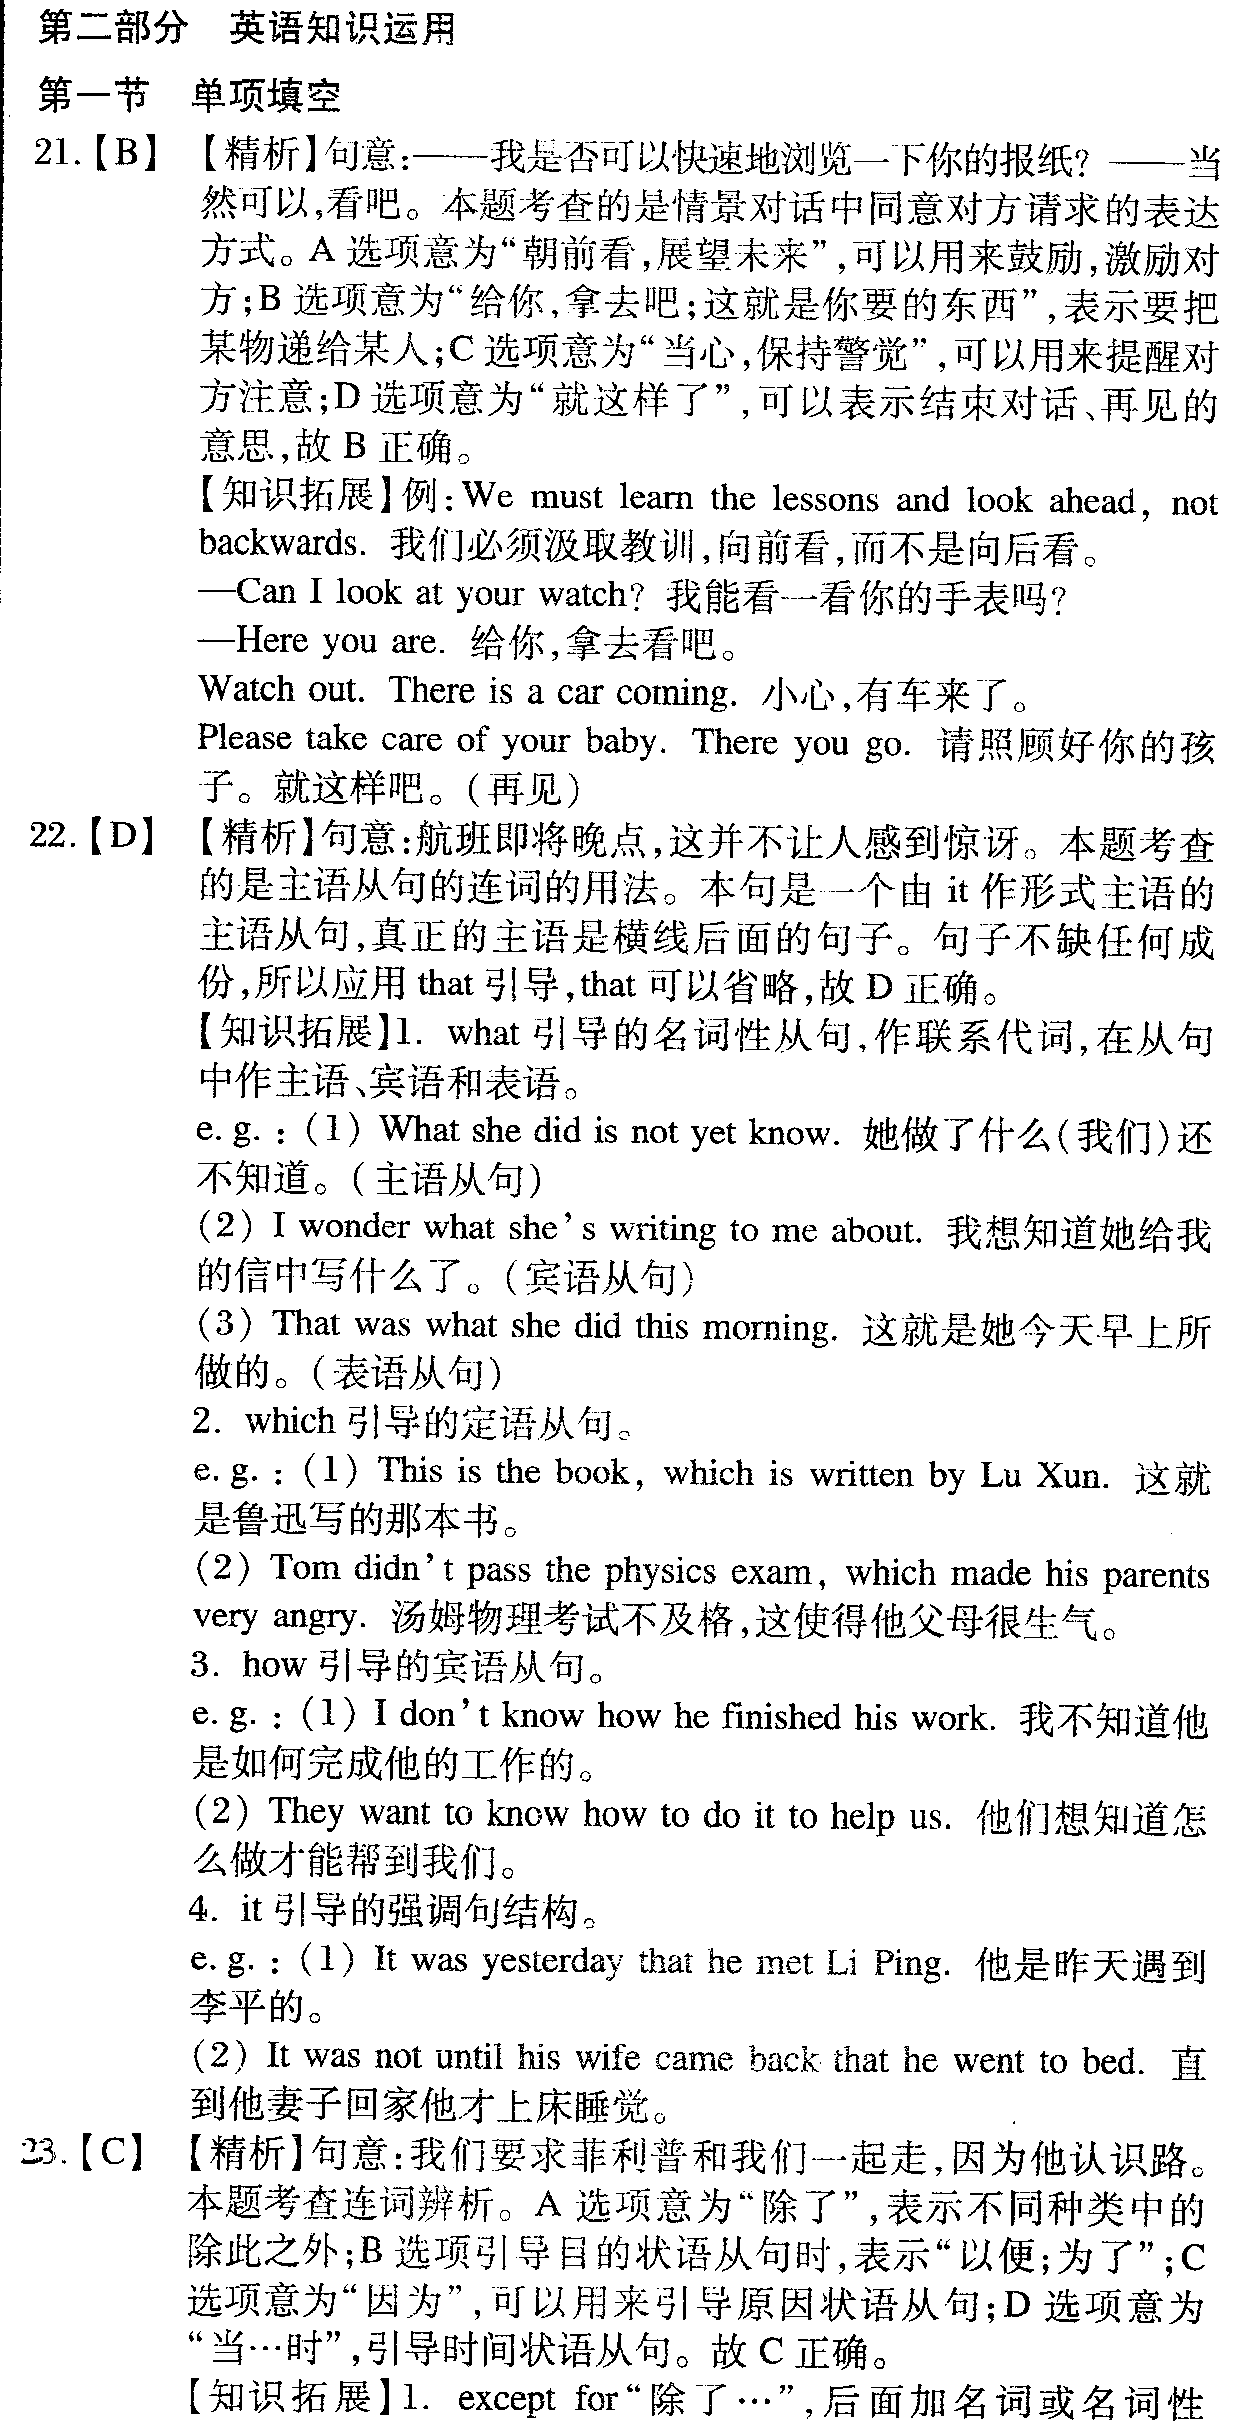 第二部分 英语知识运用
第一节 单项填空
21.【B】 【精析】句意:——我是否可以快速地浏览一下你的报纸? ——当
然可以,看吧。本题考查的是情景对话中同意对方请求的表达
方式。A 选项意为“朝前看,展望未来”,可以用来鼓励,激励对
方;B 选项意为“给你,拿去吧;这就是你要的东西”,表示要把
某物递给某人;C 选项意为“当心,保持警觉”,可以用来提醒对
方注意;D 选项意为“就这样了”,可以表示结束对话、再见的
意思,故 B 正确。
【知识拓展】例:We must learn the lessons and look ahead, not
backwards. 我们必须汲取教训,向前看,而不是向后看。
—Can I look at your watch? 我能看一看你的手表吗?
—Here you are. 给你,拿去看吧。
Watch out. There is a car coming. 小心,有车来了。
Please take care of your baby. There you go. 请照顾好你的孩
子。就这样吧。(再见)
22.【D】 【精析】句意:航班即将晚点,这并不让人感到惊讶。本题考查
的是主语从句的连词的用法。本句是一个由 it 作形式主语的
主语从句,真正的主语是横线后面的句子。句子不缺任何成
份,所以应用 that 引导,that 可以省略,故 D 正确。
【知识拓展】1. what 引导的名词性从句,作联系代词,在从句
中作主语、宾语和表语。
e. g. : (1) What she did is not yet know. 她做了什么(我们)还
不知道。(主语从句)
(2) I wonder what she’s writing to me about. 我想知道她给我
的信中写什么了。(宾语从句)
(3) That was what she did this morning. 这就是她今天早上所
做的。(表语从句)
2. which 引导的定语从句。
e. g. : (1) This is the book, which is written by Lu Xun. 这就
是鲁迅写的那本书。
(2) Tom didn’t pass the physics exam, which made his parents
very angry. 汤姆物理考试不及格,这使得他父母很生气。
3. how 引导的宾语从句。
e. g. : (1) I don’t know how he finished his work. 我不知道他
是如何完成他的工作的。
(2) They want to know how to do it to help us. 他们想知道怎
么做才能帮到我们。
4. it 引导的强调句结构。
e. g. : (1) It was yesterday that he met Li Ping. 他是昨天遇到
李平的。
(2) It was not until his wife came back that he went to bed. 直
到他妻子回家他才上床睡觉。
23.【C】 【精析】句意:我们要求菲利普和我们一起走,因为他认识路。
本题考查连词辨析。A 选项意为“除了”,表示不同种类中的
除此之外;B 选项引导目的状语从句时,表示“以便;为了”;C
选项意为“因为”,可以用来引导原因状语从句;D 选项意为
“当…时”,引导时间状语从句。故 C 正确。
【知识拓展】1. except for“除了…”,后面加名词或名词性